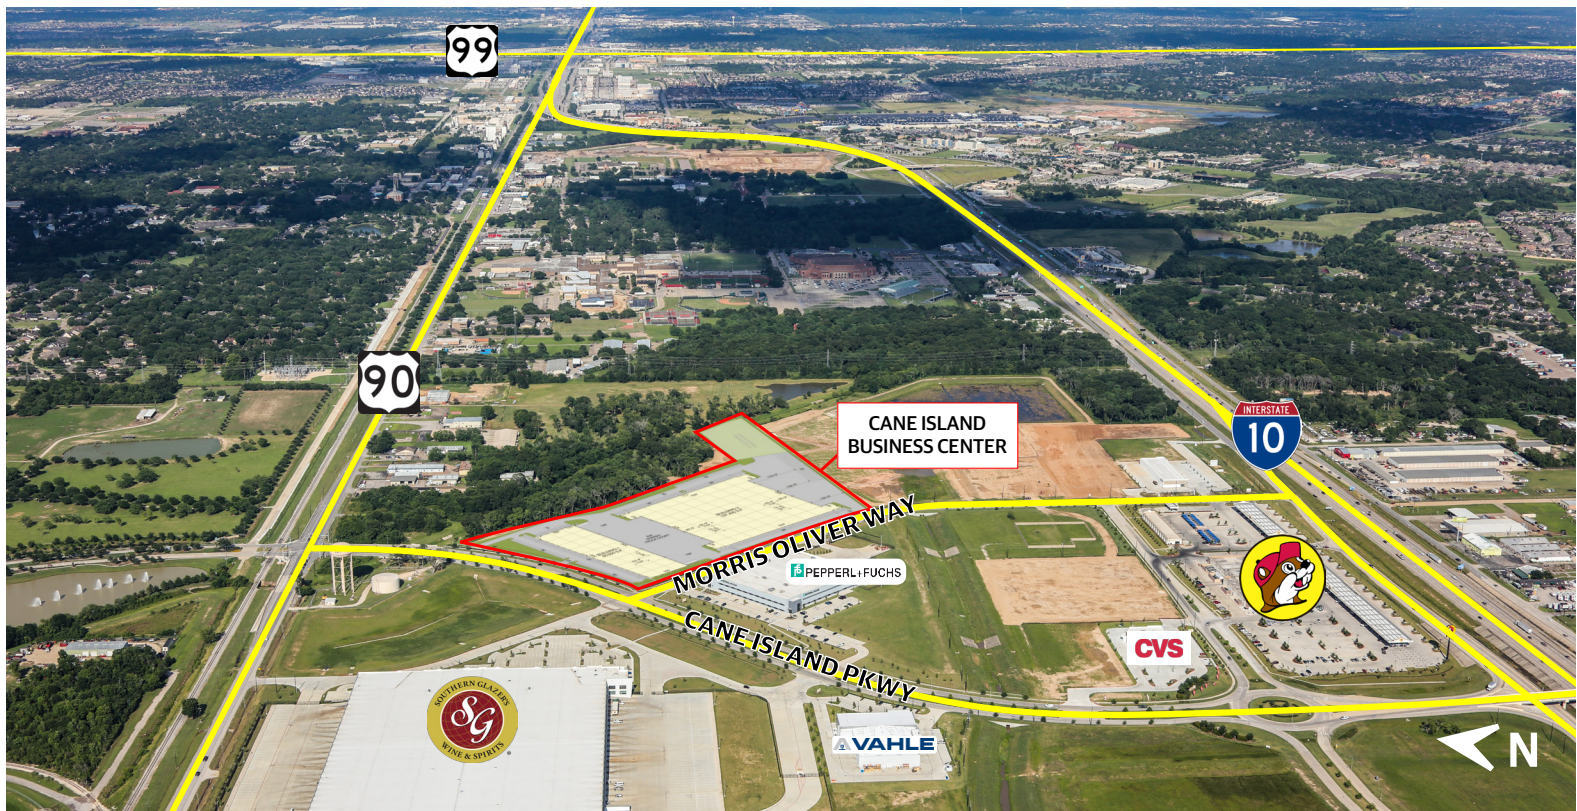 99
90
CANE ISLAND
BUSINESS CENTER
INTERSTATE
10
MORRIS OLIVER WAY
PEPPERL+FUCHS
CANE ISLAND PKWY
CVS
SOUTHERN GLAZER'S
SG
WINE & SPIRITS
VAHLE
N